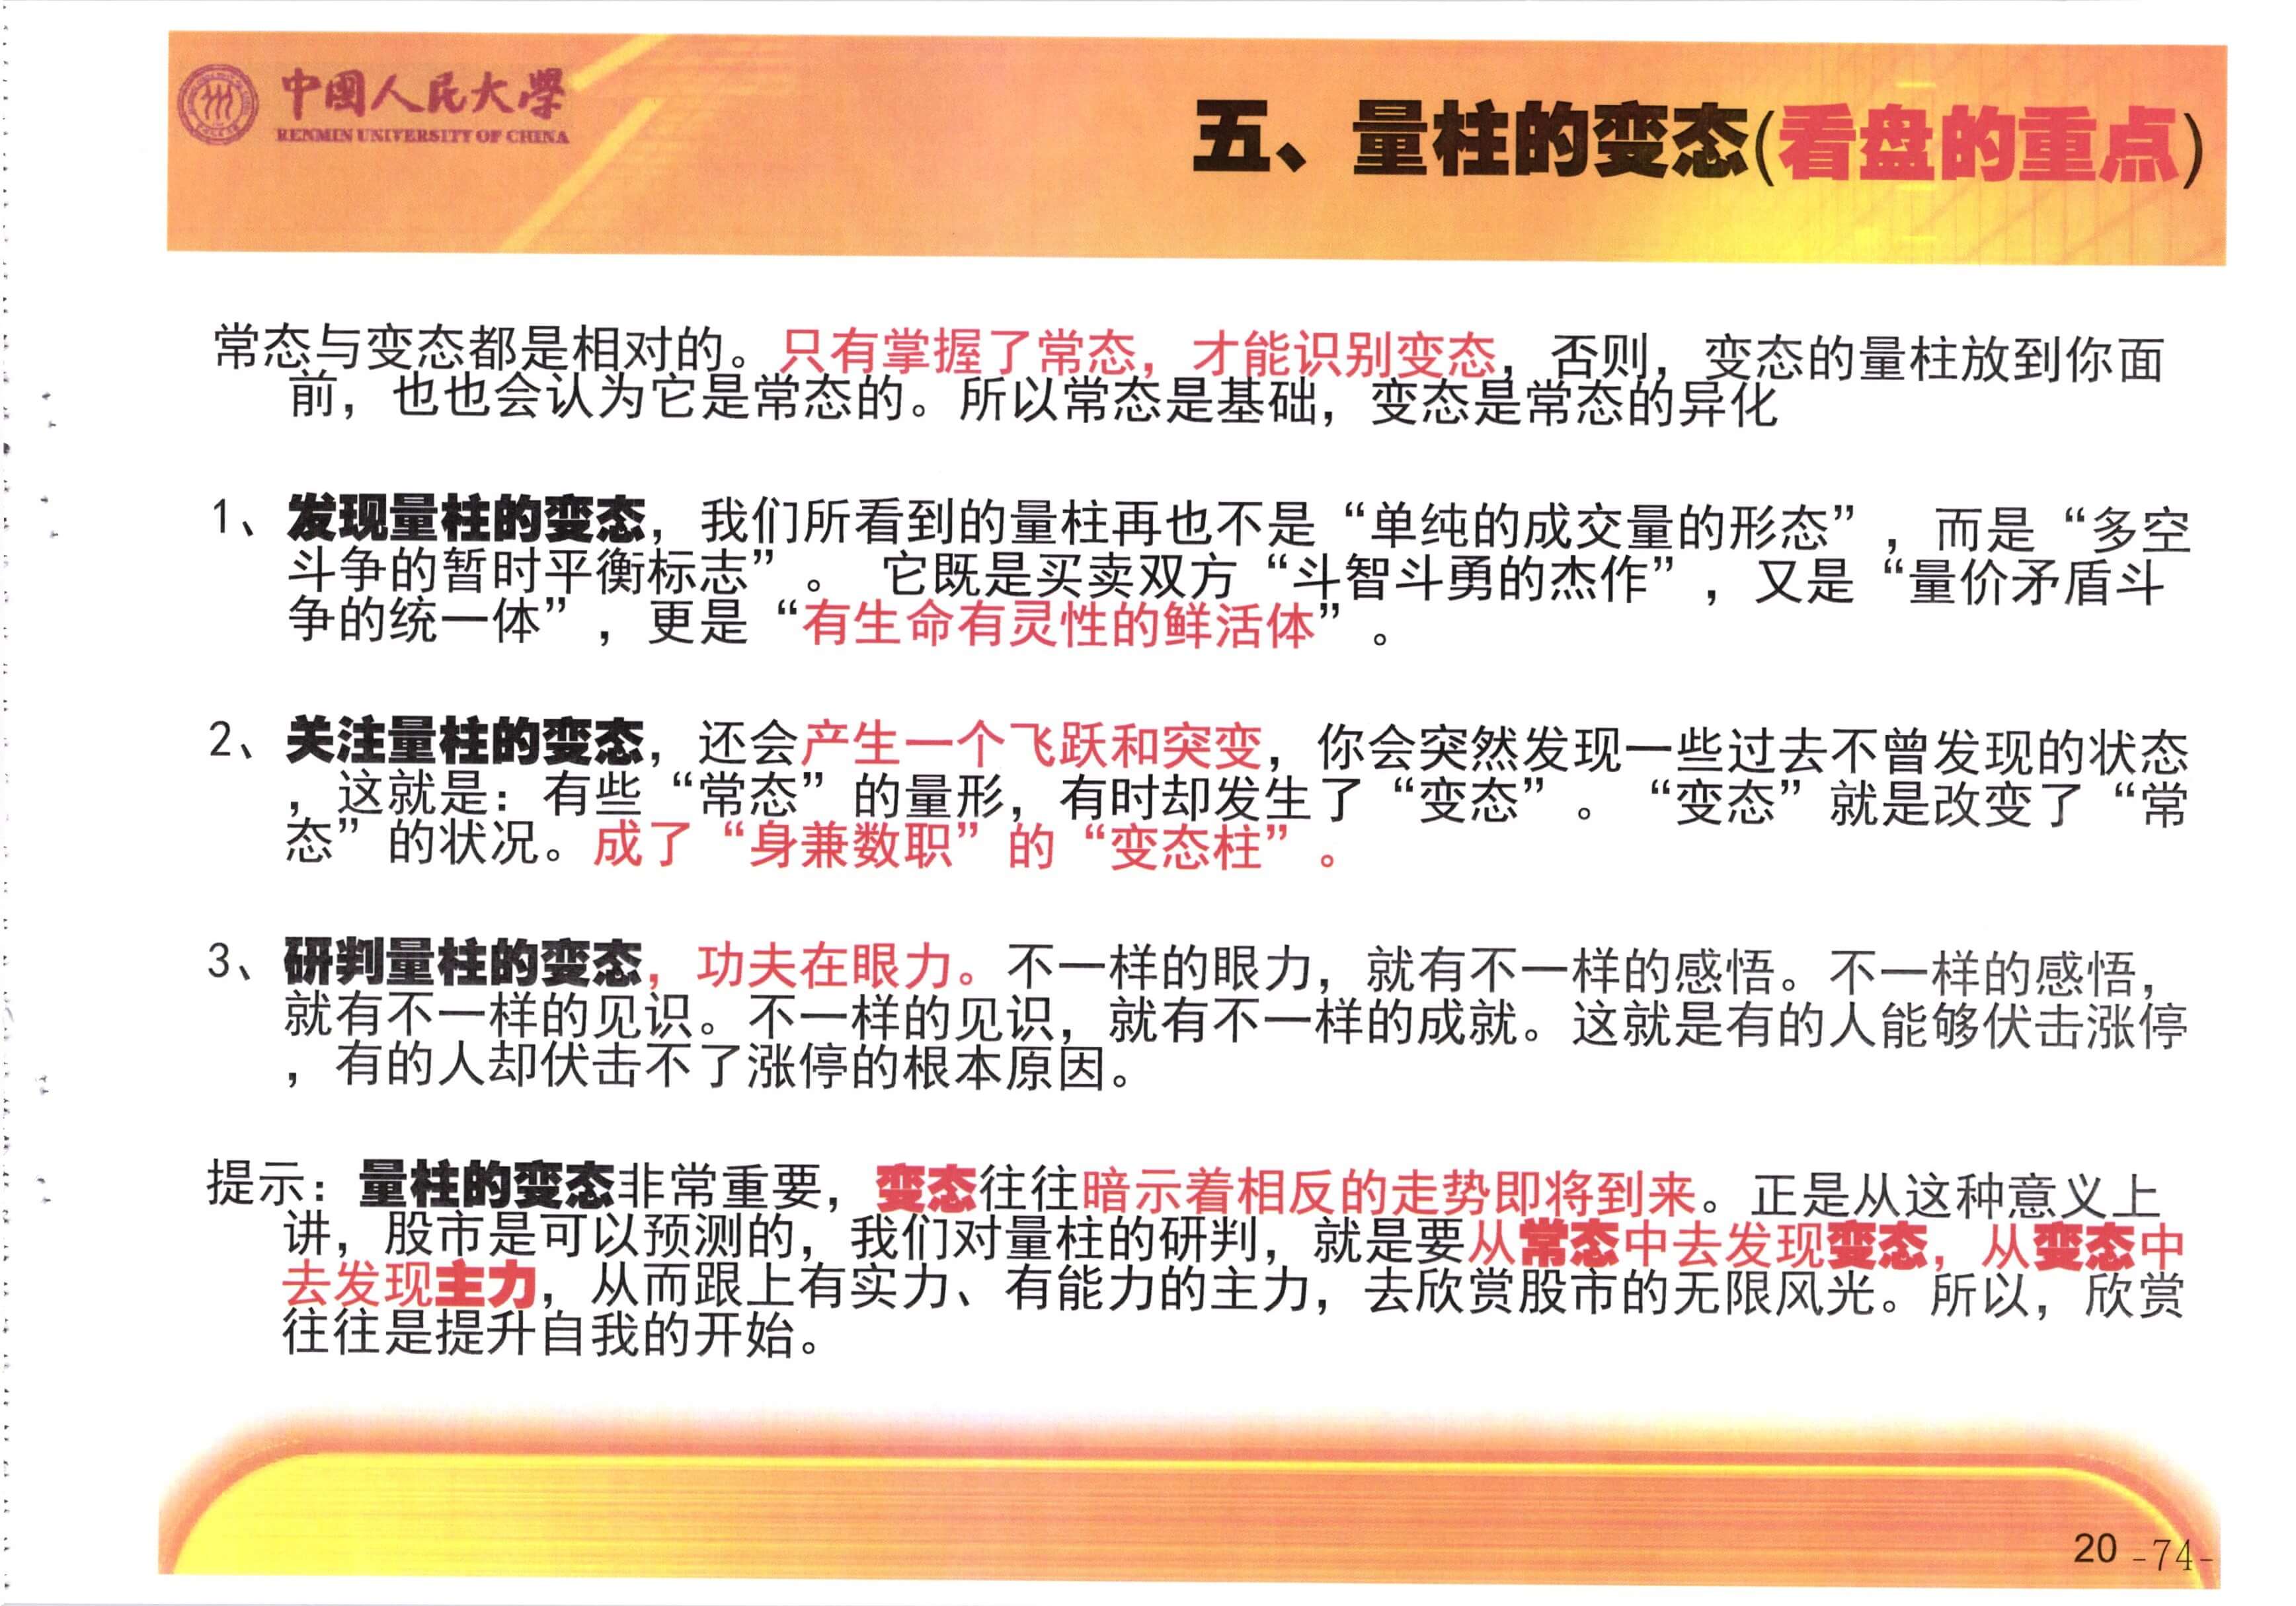 中國人民大學
RENMIN UNIVERSITY OF CHINA
五、量柱的变态(看盘的重点)
常态与变态都是相对的。只有掌握了常态，才能识别变态，否则，变态的量柱放到你面
前，也也会认为它是常态的。所以常态是基础，变态是常态的异化
1、发现量柱的变态，我们所看到的量柱再也不是“单纯的成交量的形态”，而是“多空
斗争的暂时平衡标志”。 它既是买卖双方“斗智斗勇的杰作”，又是“量价矛盾斗
争的统一体”，更是“有生命有灵性的鲜活体”。
2、关注量柱的变态，还会产生一个飞跃和突变，你会突然发现一些过去不曾发现的状态
，这就是：有些“常态”的量形，有时却发生了“变态”。“变态”就是改变了“常
态”的状况。成了“身兼数职”的“变态柱”。
3、研判量柱的变态，功夫在眼力。不一样的眼力，就有不一样的感悟。不一样的感悟，
就有不一样的见识。不一样的见识，就有不一样的成就。这就是有的人能够伏击涨停
，有的人却伏击不了涨停的根本原因。
提示：量柱的变态非常重要，变态往往暗示着相反的走势即将到来。正是从这种意义上
讲，股市是可以预测的，我们对量柱的研判，就是要从常态中去发现变态，从变态中
去发现主力，从而跟上有实力、有能力的主力，去欣赏股市的无限风光。所以，欣赏
往往是提升自我的开始。
20 -74-